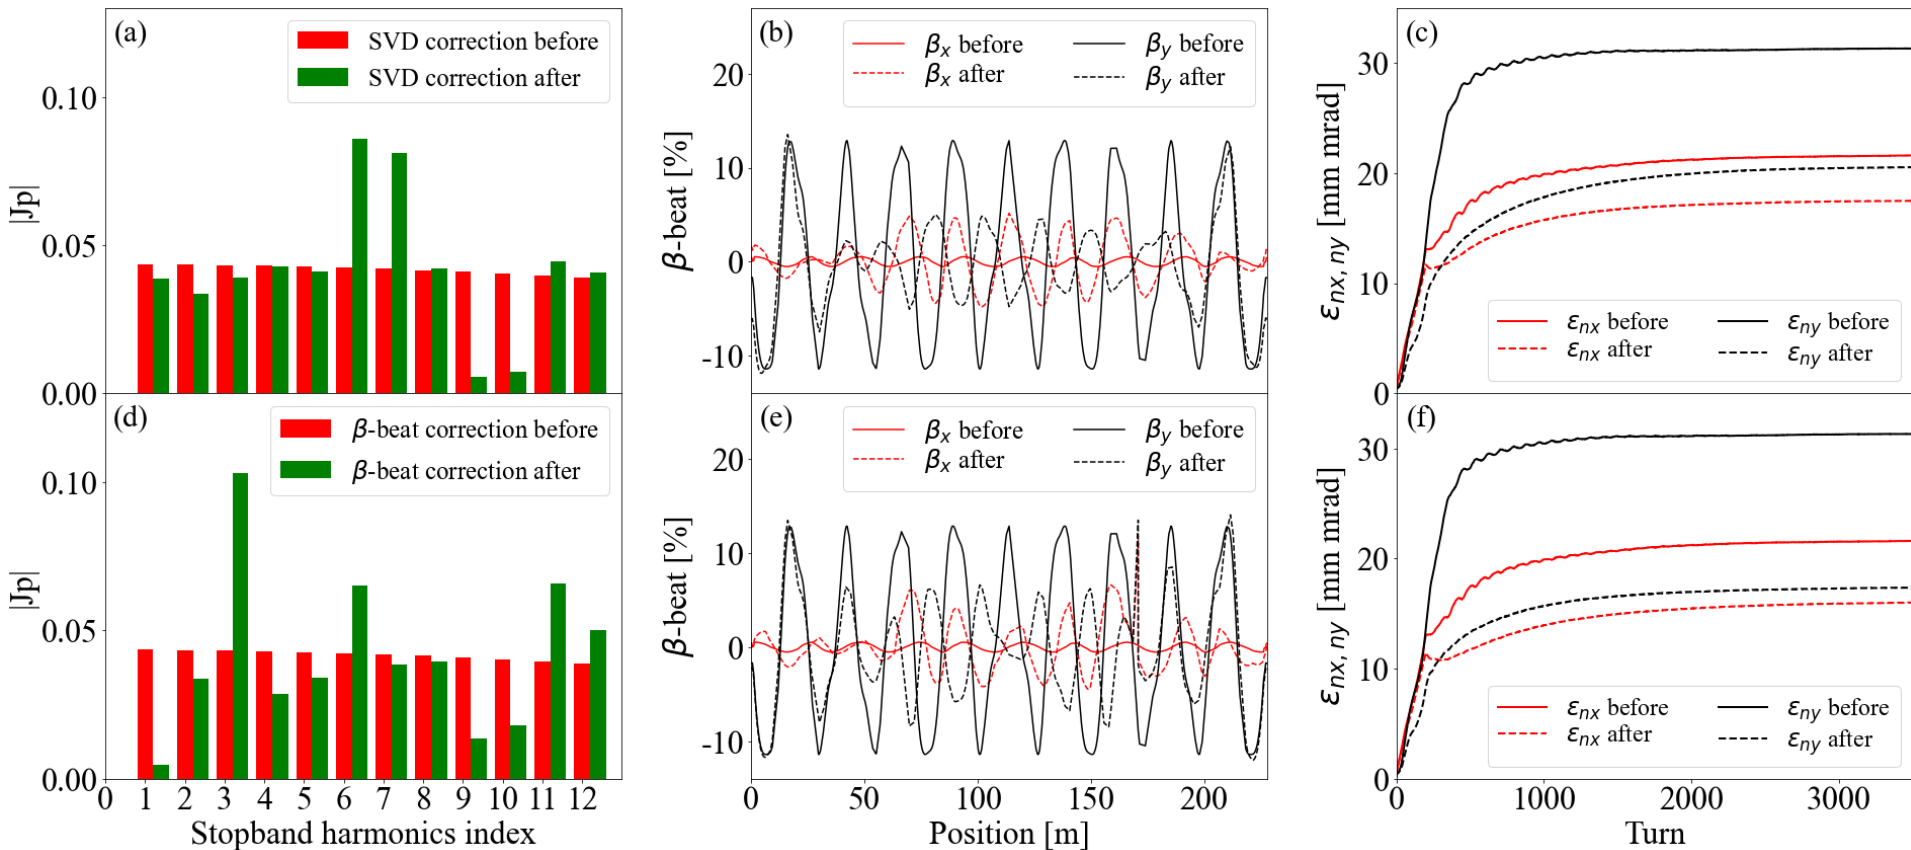 (a)
SVD correction before
SVD correction after
0.10
0.05
0.00
|Jp|
(b)
βx before
βx after
βy before
βy after
20
10
0
-10
β-beat [%]
(c)
30
20
10
0
εnx, ny [mm mrad]
εnx before
εnx after
εny before
εny after
(d)
β-beat correction before
β-beat correction after
0.10
0.05
0.00
|Jp|
0 1 2 3 4 5 6 7 8 9 10 11 12
Stopband harmonics index
(e)
βx before
βx after
βy before
βy after
20
10
0
-10
β-beat [%]
0 50 100 150 200
Position [m]
(f)
30
20
10
0
εnx, ny [mm mrad]
εnx before
εnx after
εny before
εny after
0 1000 2000 3000
Turn